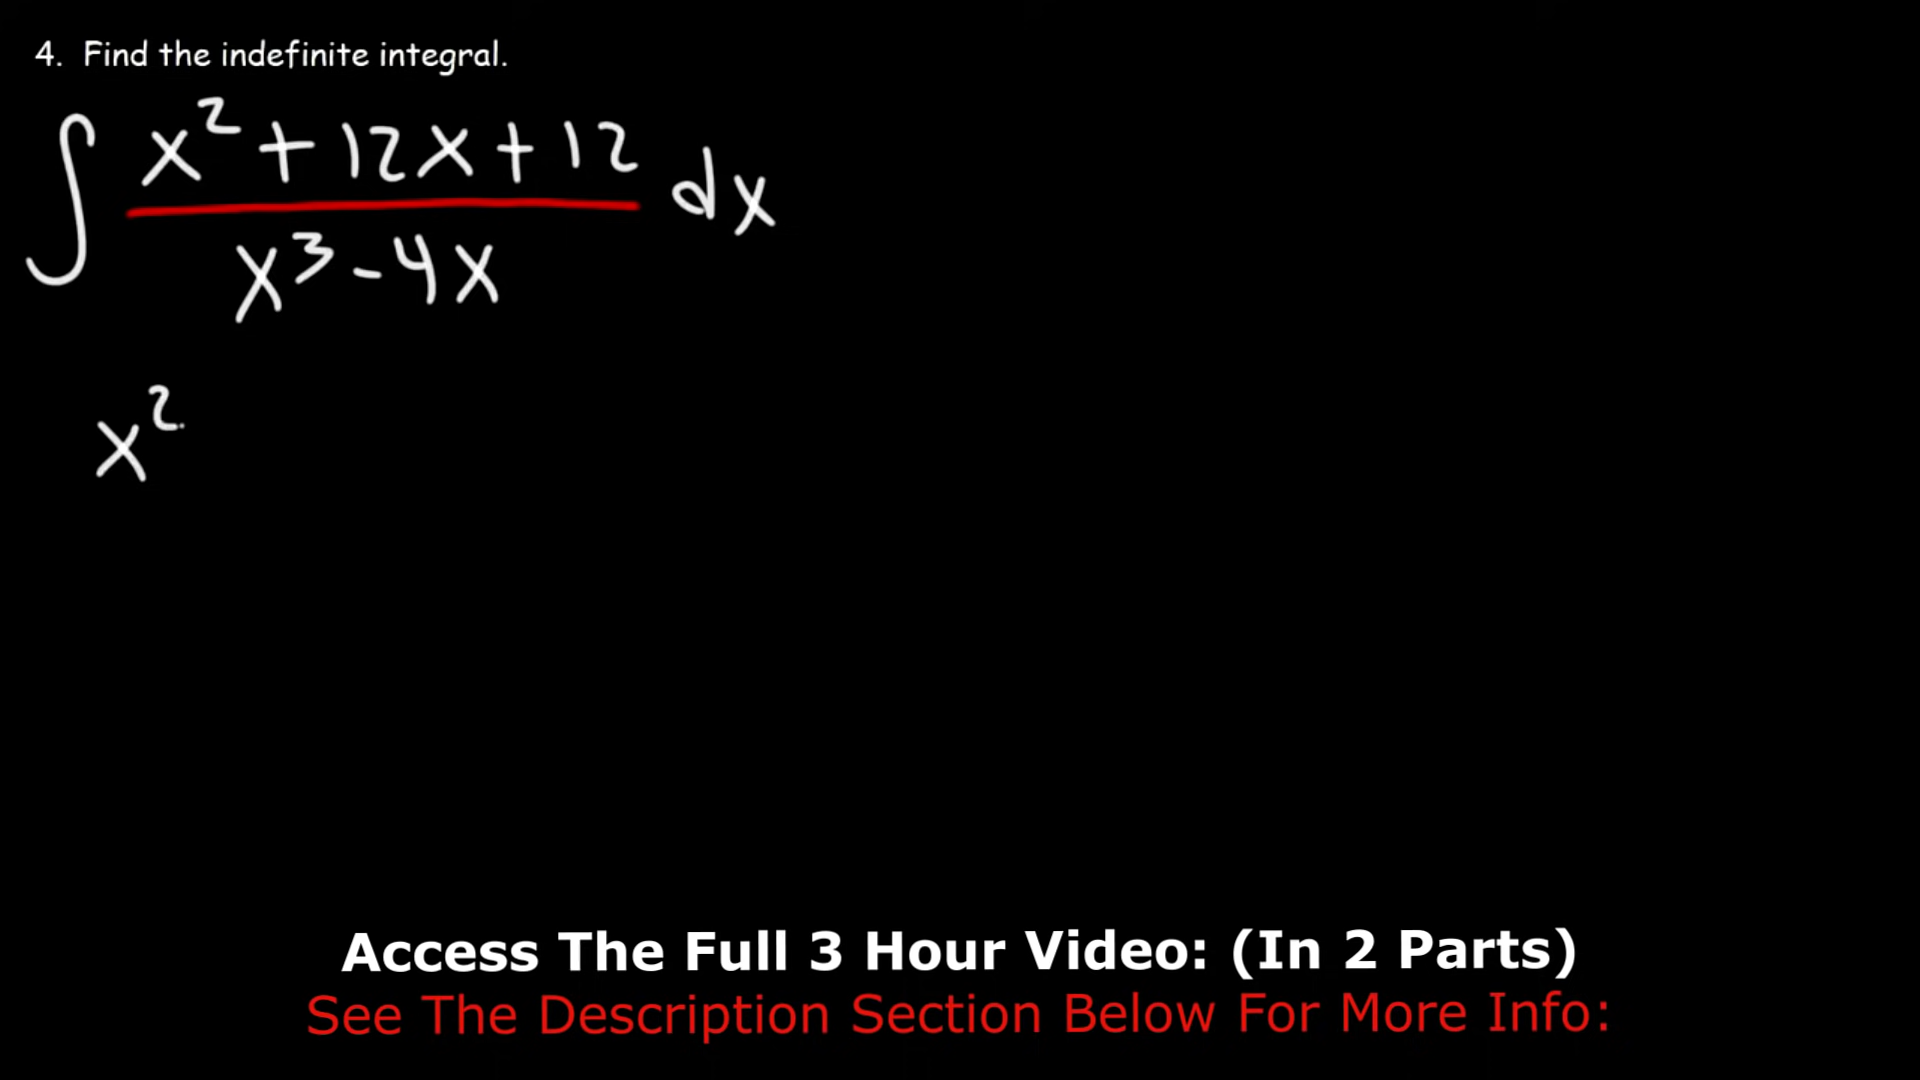 4. Find the indefinite integral.
∫ x² + 12x + 12 / x³ - 4x dx
x²
Access The Full 3 Hour Video: (In 2 Parts)
See The Description Section Below For More Info: